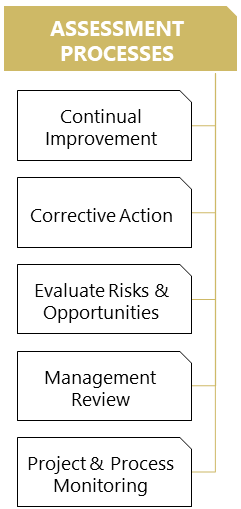 ASSESSMENT
PROCESSES
Continual
Improvement
Corrective Action
Evaluate Risks &
Opportunities
Management
Review
Project & Process
Monitoring